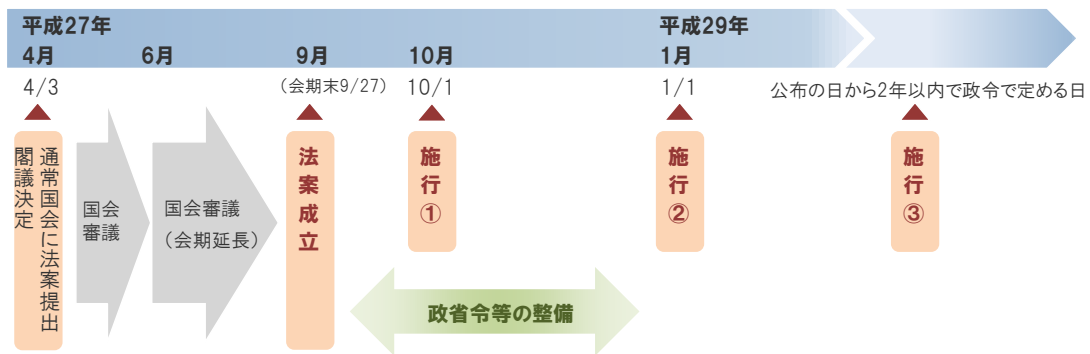 平成27年
平成29年
4月
6月
9月
10月
1月
4/3
(会期末9/27)
10/1
1/1
公布の日から2年以内で政令で定める日
通常国会に法案提出
閣議決定
国会
審議
国会審議
(会期延長)
法案成立
施行①
施行②
施行③
政省令等の整備